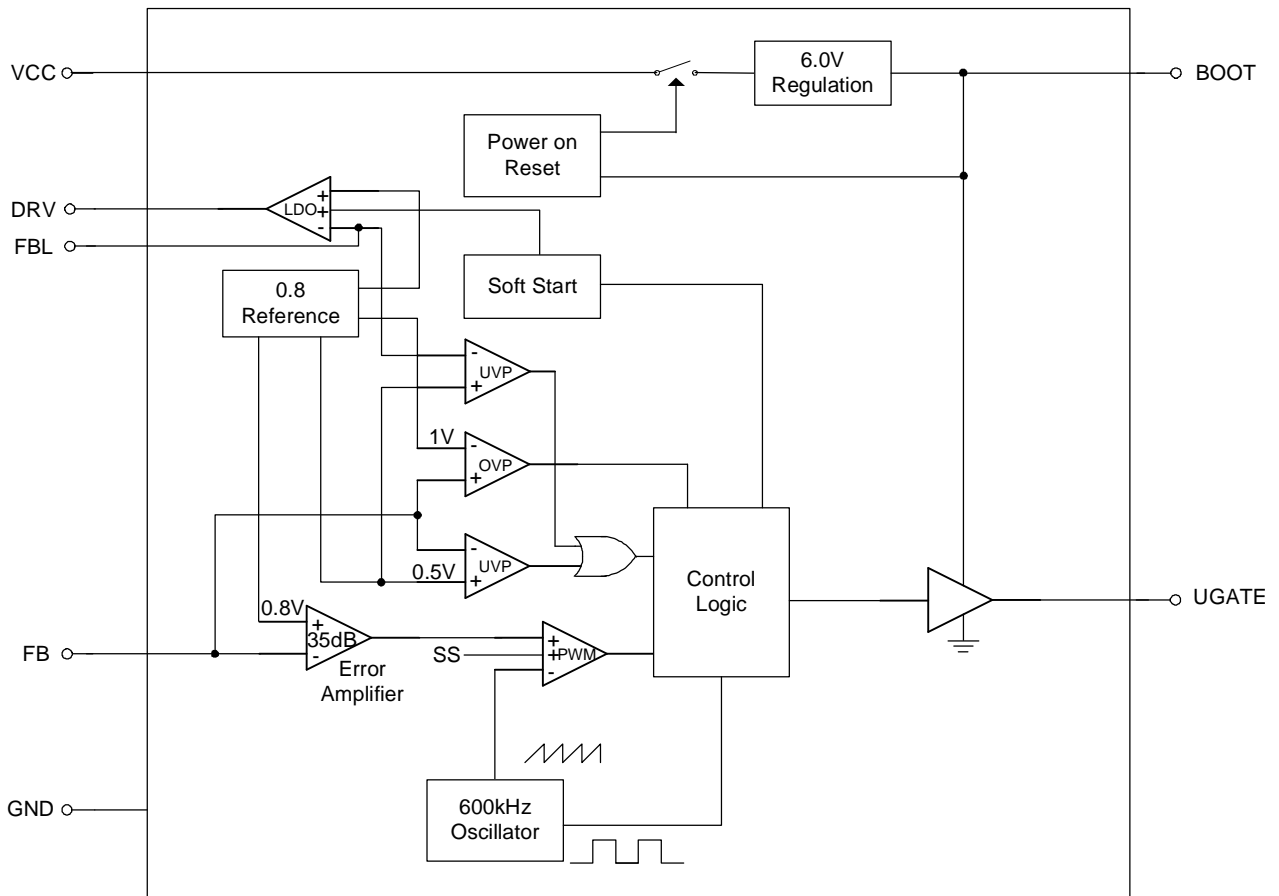 VCC
6.0V
Regulation
BOOT
Power on
Reset
DRV
+
LDO+
-
FBL
0.8
Reference
Soft Start
-
UVP
+
1V
-
OVP
+
-
UVP
0.5V
+
Control
Logic
UGATE
0.8V
+
35dB
-
FB
Error
Amplifier
+
SS
+PWM
-
GND
600kHz
Oscillator